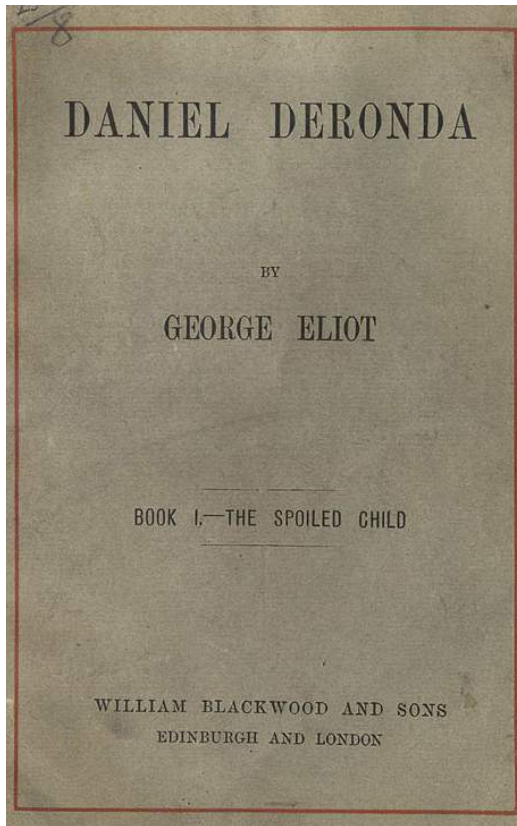 DANIEL DERONDA
BY
GEORGE ELIOT
BOOK I.—THE SPOILED CHILD
WILLIAM BLACKWOOD AND SONS
EDINBURGH AND LONDON